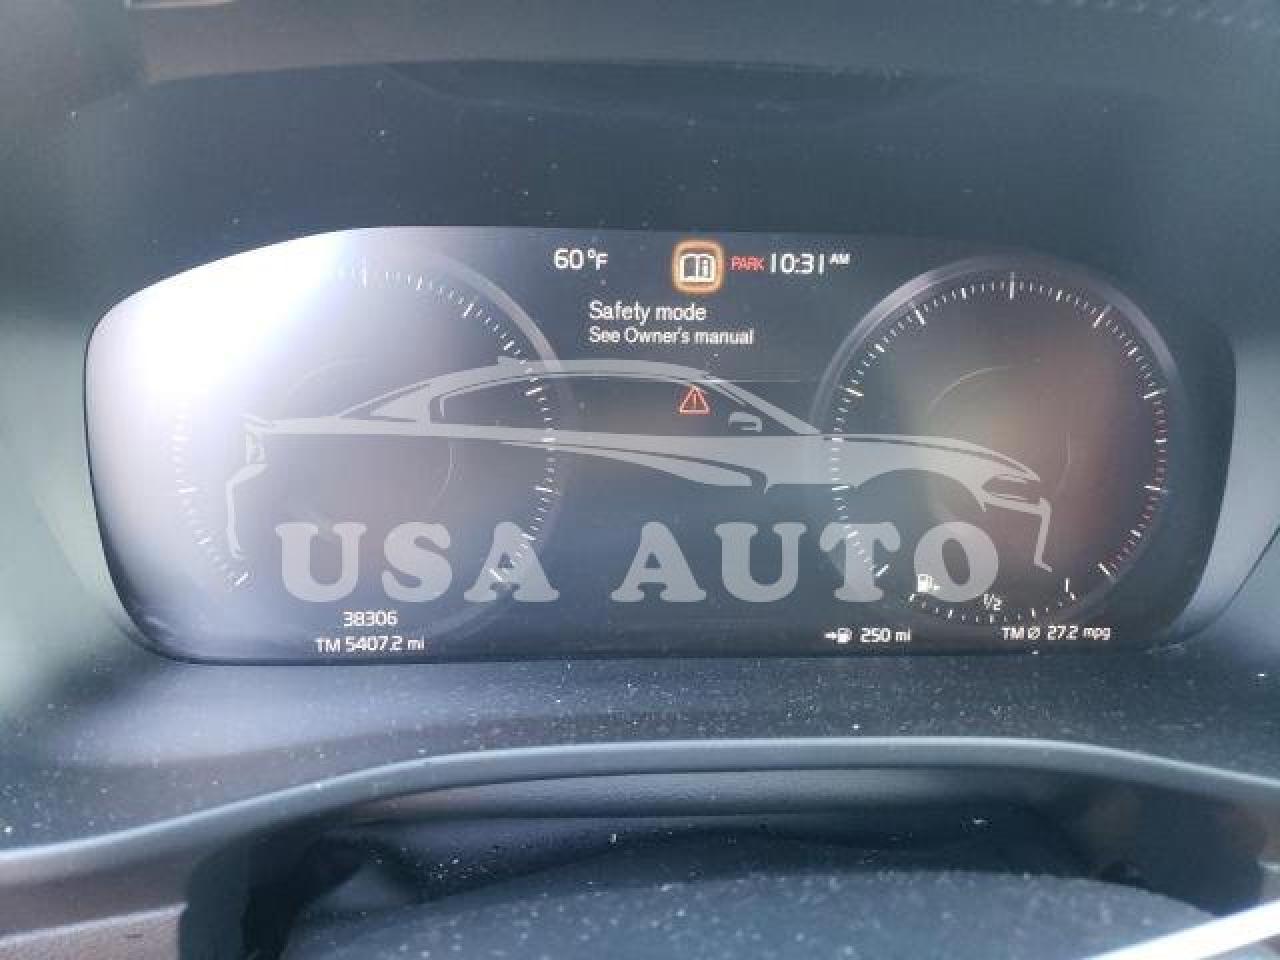 60°F PARK 10:31 AM
Safety mode
See Owner's manual
USA AUTO
38306
TM 5407.2 mi
1/2
250 mi
TM Ø 27.2 mpg